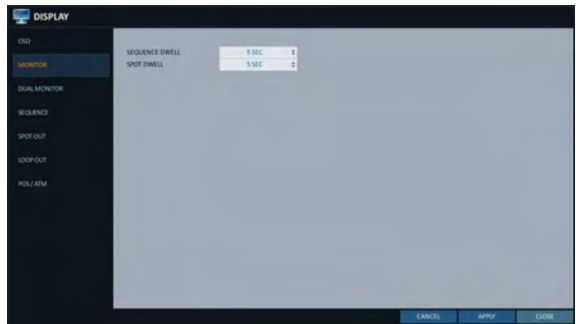 DISPLAY
OSD
MONITOR
DUAL MONITOR
SEQUENCE
SPOT OUT
LOOP OUT
POS / ATM
SEQUENCE DWELL 5 SEC
SPOT DWELL 5 SEC
CANCEL APPLY CLOSE